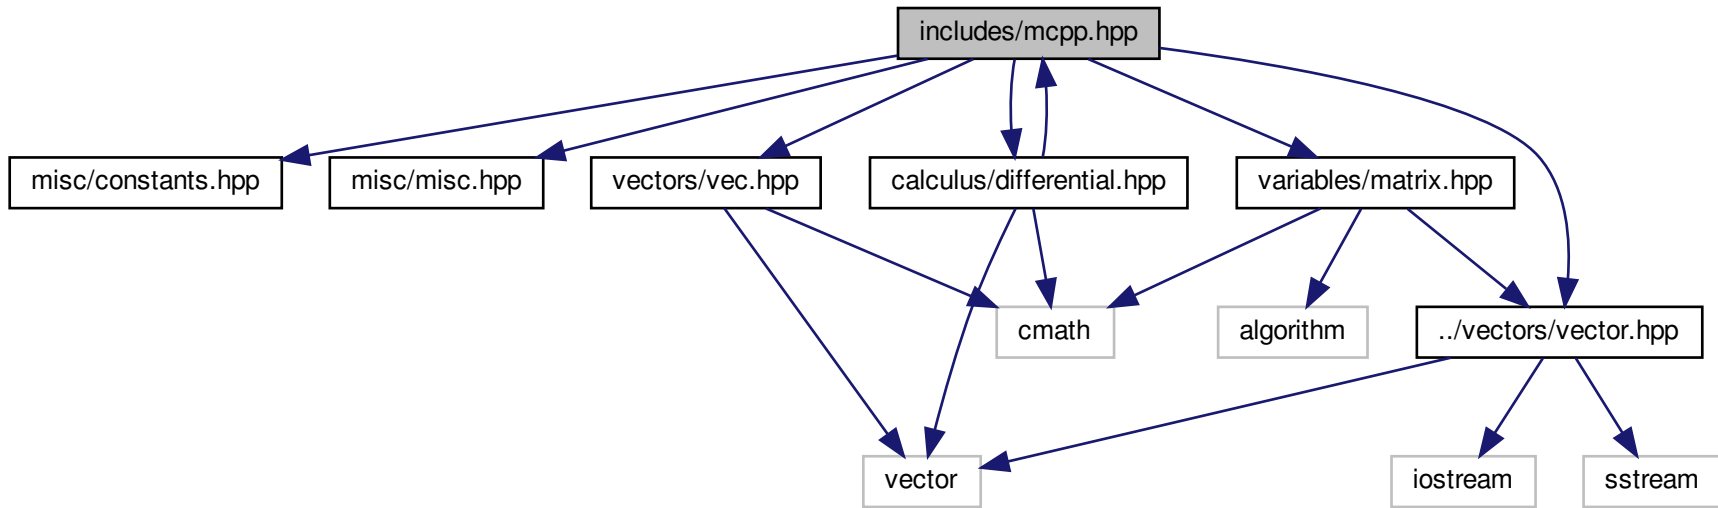 includes/mcpp.hpp
misc/constants.hpp
misc/misc.hpp
vectors/vec.hpp
calculus/differential.hpp
variables/matrix.hpp
cmath
algorithm
../vectors/vector.hpp
vector
iostream
sstream